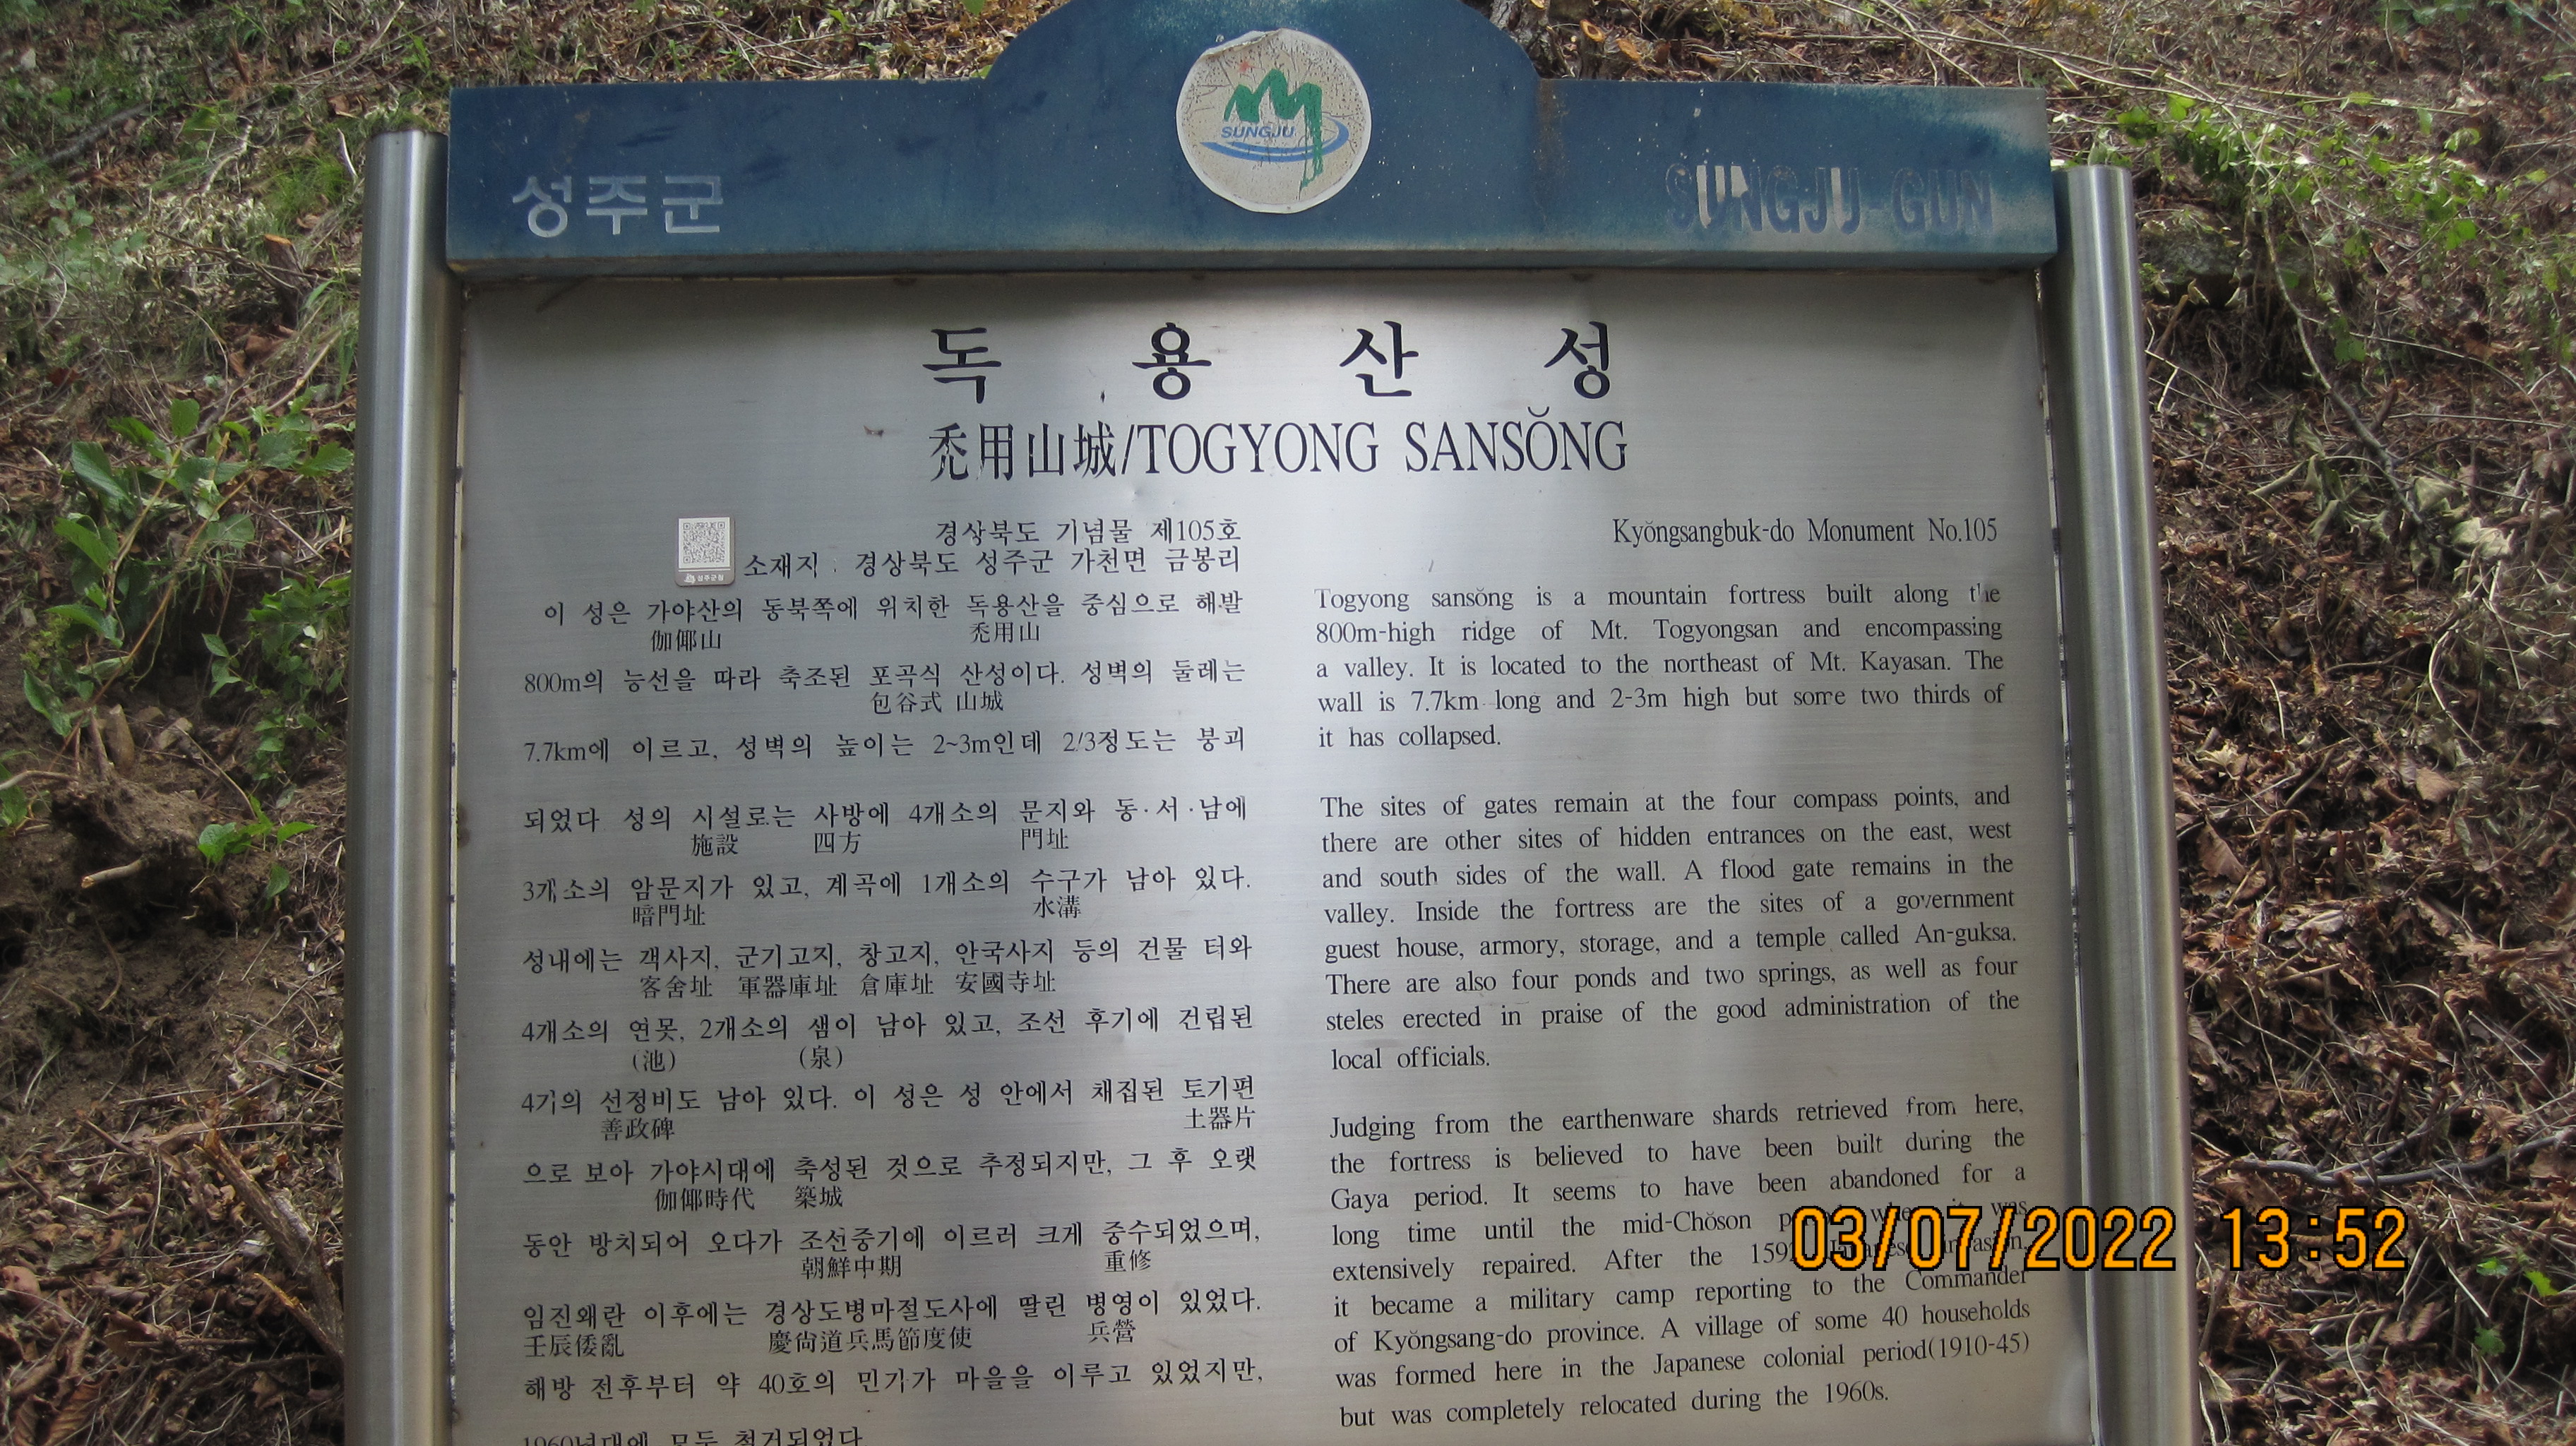 SUNGJU
성주군
SUNGJU-GUN
독용산성
禿用山城/TOGYONG SANSŎNG
경상북도 기념물 제105호
소재지 : 경상북도 성주군 가천면 금봉리
이 성은 가야산의 동북쪽에 위치한 독용산을 중심으로 해발
伽倻山 禿用山
800m의 능선을 따라 축조된 포곡식 산성이다. 성벽의 둘레는
包谷式 山城
7.7km에 이르고, 성벽의 높이는 2~3m인데 2/3정도는 붕괴
되었다 성의 시설로는 사방에 4개소의 문지와 동·서·남에
施設 四方 門址
3개소의 암문지가 있고, 계곡에 1개소의 수구가 남아 있다.
暗門址 水溝
성내에는 객사지, 군기고지, 창고지, 안국사지 등의 건물 터와
客舍址 軍器庫址 倉庫址 安國寺址
4개소의 연못, 2개소의 샘이 남아 있고, 조선 후기에 건립된
(池) (泉)
4기의 선정비도 남아 있다. 이 성은 성 안에서 채집된 토기편
善政碑 土器片
으로 보아 가야시대에 축성된 것으로 추정되지만, 그 후 오랫
伽倻時代 築城
동안 방치되어 오다가 조선중기에 이르러 크게 중수되었으며,
朝鮮中期 重修
임진왜란 이후에는 경상도병마절도사에 딸린 병영이 있었다.
壬辰倭亂 慶尙道兵馬節度使 兵營
해방 전후부터 약 40호의 민가가 마을을 이루고 있었지만,
1960년대에 모두 철거되었다
Kyŏngsangbuk-do Monument No.105
Togyong sansŏng is a mountain fortress built along the
800m-high ridge of Mt. Togyongsan and encompassing
a valley. It is located to the northeast of Mt. Kayasan. The
wall is 7.7km long and 2-3m high but some two thirds of
it has collapsed.
The sites of gates remain at the four compass points, and
there are other sites of hidden entrances on the east, west
and south sides of the wall. A flood gate remains in the
valley. Inside the fortress are the sites of a government
guest house, armory, storage, and a temple called An-guksa.
There are also four ponds and two springs, as well as four
steles erected in praise of the good administration of the
local officials.
Judging from the earthenware shards retrieved from here,
the fortress is believed to have been built during the
Gaya period. It seems to have been abandoned for a
long time until the mid-Chŏson when it was
extensively repaired. After the 1592 Japanese invasion,
it became a military camp reporting to the Commander
of Kyŏngsang-do province. A village of some 40 households
was formed here in the Japanese colonial period(1910-45)
but was completely relocated during the 1960s.
03/07/2022 13:52